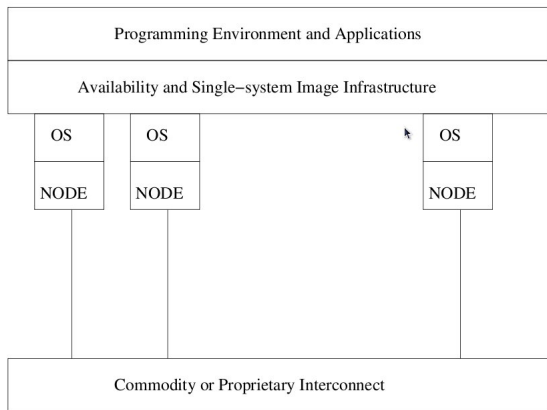 Programming Environment and Applications
Availability and Single−system Image Infrastructure
OS OS OS
NODE NODE NODE
Commodity or Proprietary Interconnect